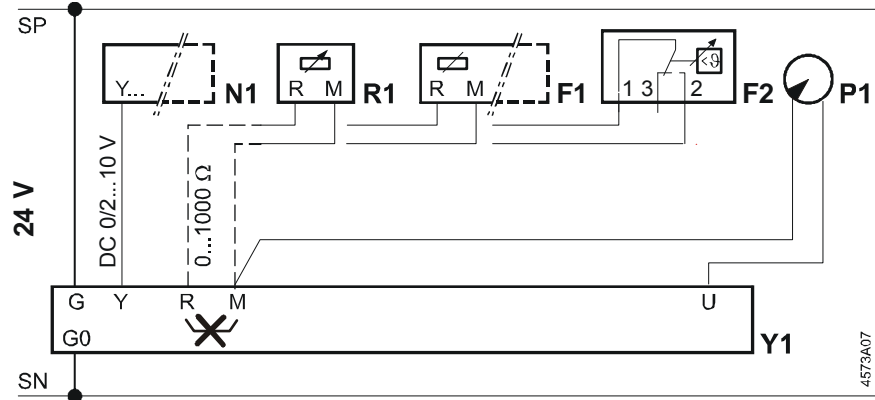 SP
Y... N1
R M R1
R M F1
<ϑ
1 3 2 F2
P1
24 V
DC 0/2...10 V
0...1000 Ω
G Y R M U
G0
Y1
SN
4573A07